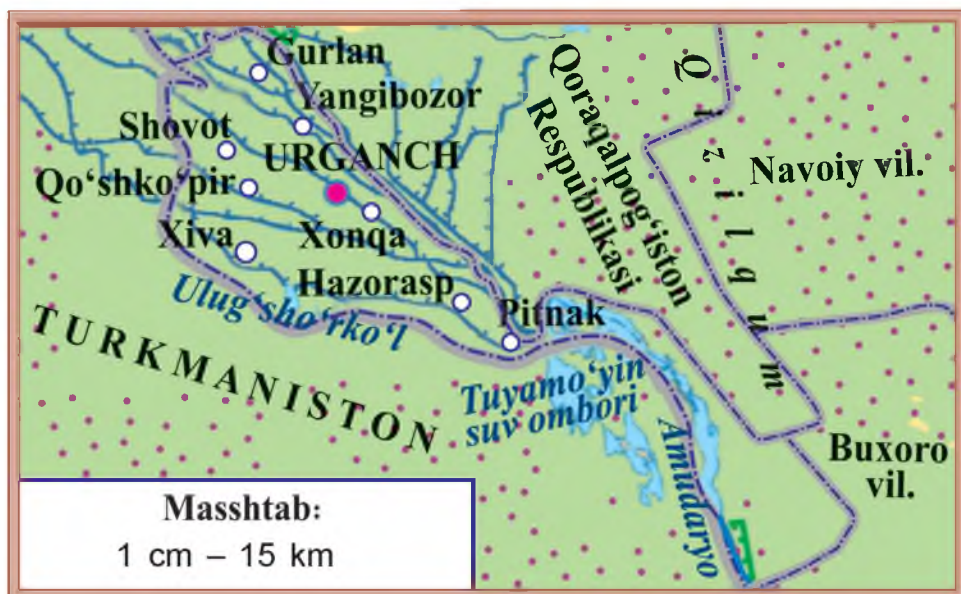 Gurlan
Yangibozor
Shovot
URGANCH
Qo‘shko‘pir
Xiva
Xonqa
Hazorasp
Pitnak
Ulug‘sho‘rko‘l
TURKMANISTON
Tuyamo‘yin
suv ombori
Amudaryo
Qoraqalpog‘iston
Respublikasi
Qizilqum
Navoiy vil.
Buxoro
vil.
Masshtab:
1 cm – 15 km